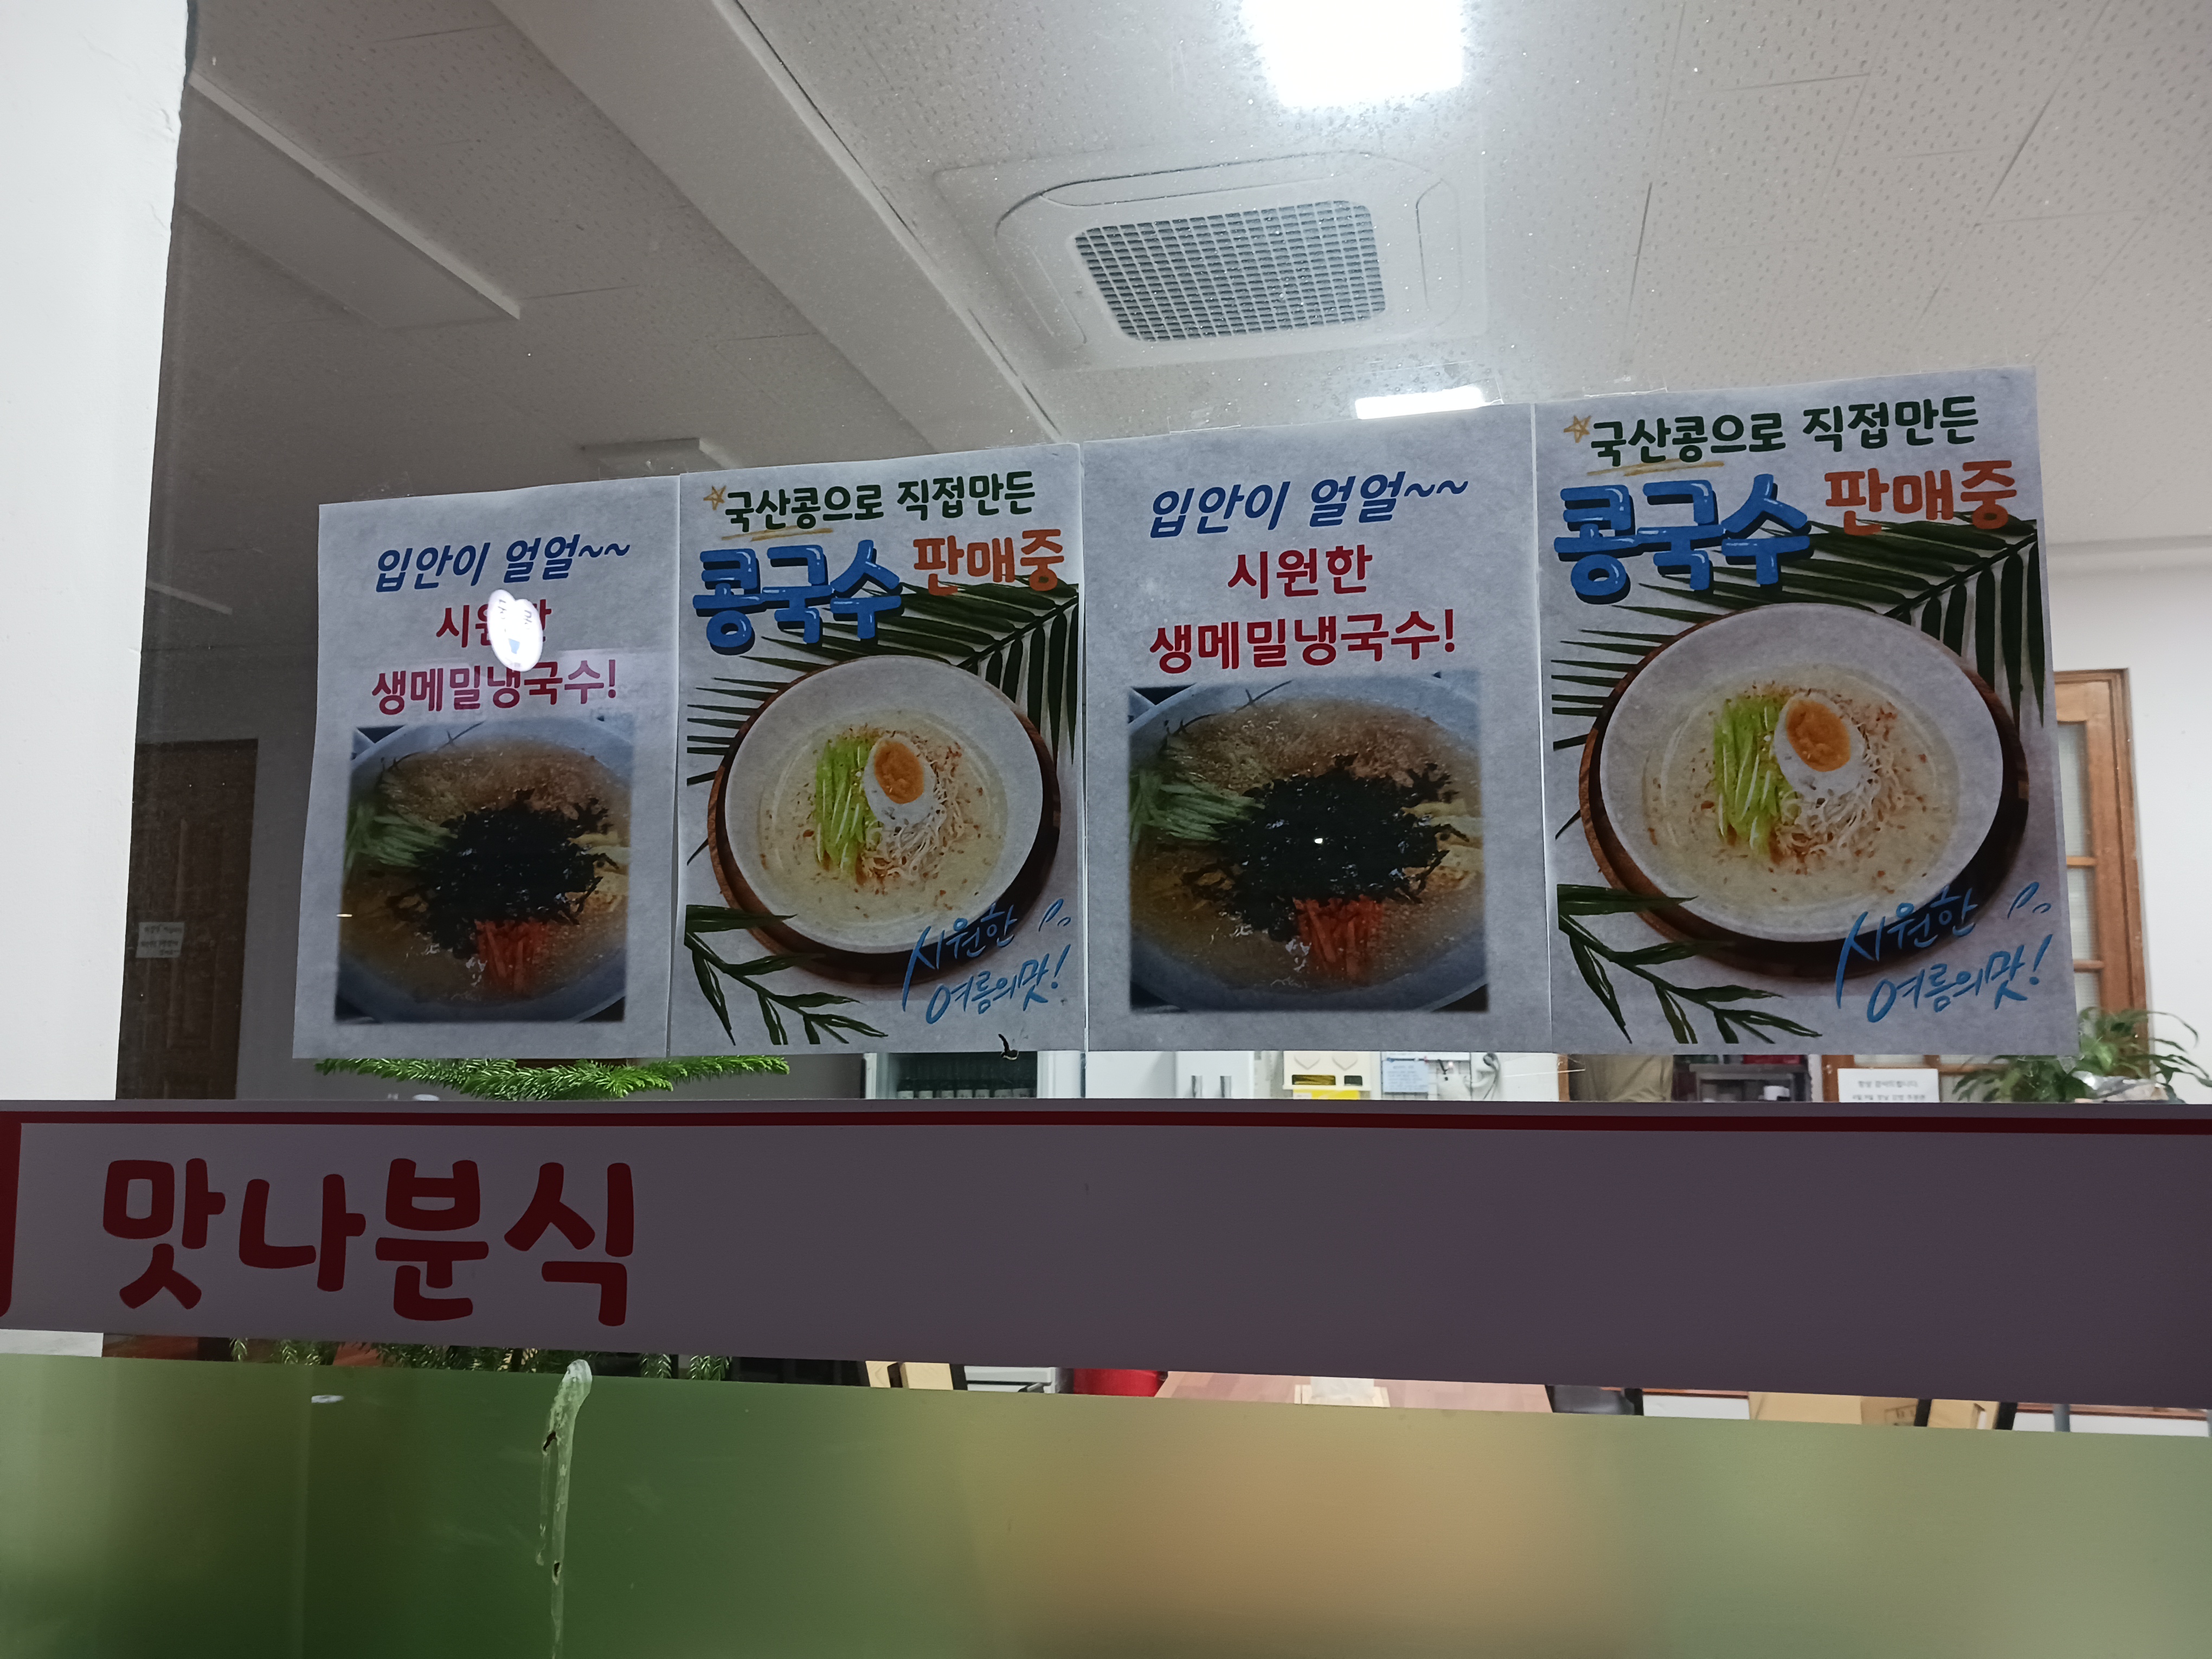 입안이 얼얼~~
시원한
생메밀냉국수!
국산콩으로 직접만든
콩국수 판매중
시원한
여름의맛!
입안이 얼얼~~
시원한
생메밀냉국수!
국산콩으로 직접만든
콩국수 판매중
시원한
여름의맛!
맛나분식